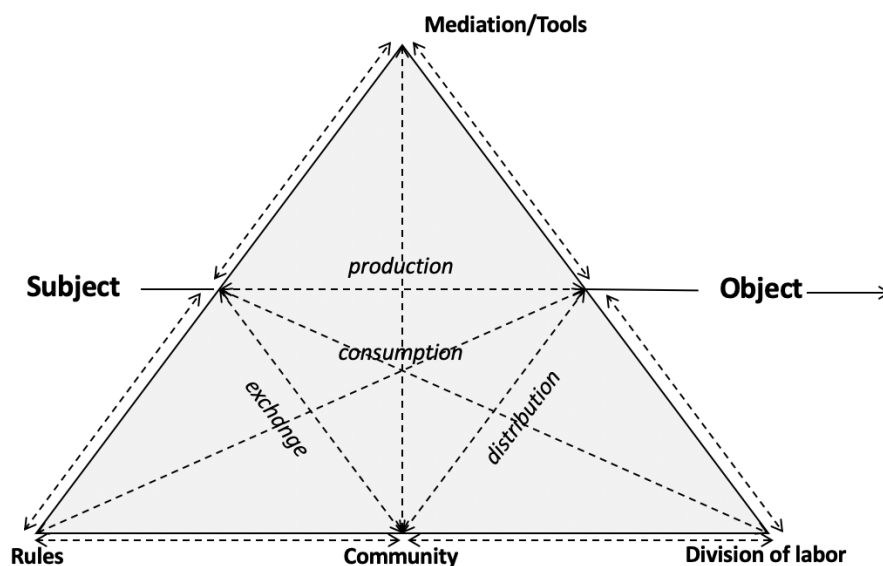 Mediation/Tools
production
Subject
Object
consumption
exchange
distribution
Rules
Community
Division of labor